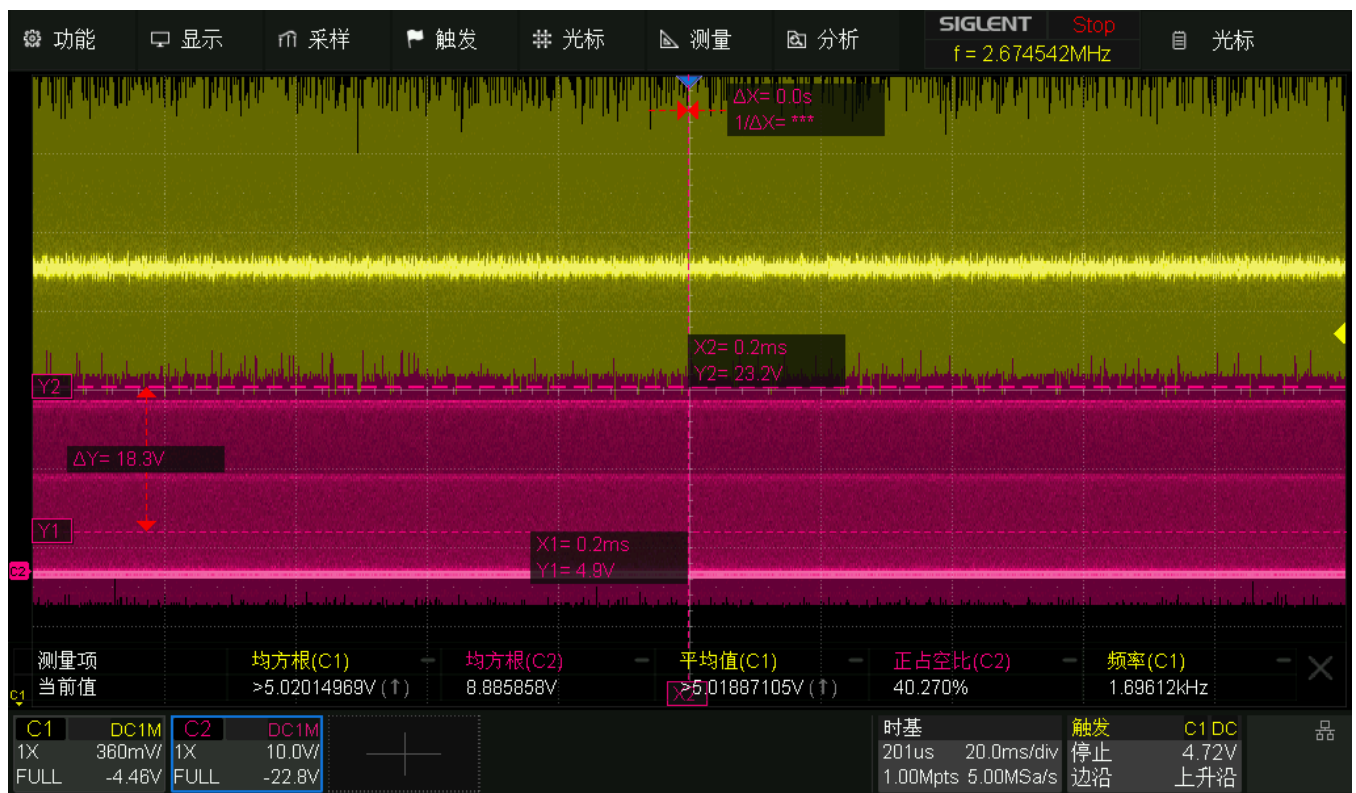 功能 显示 采样 触发 光标 测量 分析 SIGLENT Stop 光标
f = 2.674542MHz
ΔX= 0.0s
1/ΔX= ***
X2= 0.2ms
Y2= 23.2V
Y2
ΔY= 18.3V
Y1
X1= 0.2ms
Y1= 4.9V
C2
测量项 均方根(C1) 均方根(C2) 平均值(C1) 正占空比(C2) 频率(C1)
当前值 >5.02014969V (↑) 8.885858V >5.01887105V (↑) 40.270% 1.69612kHz
X2
C1
C1 DC1M C2 DC1M 时基 触发 C1 DC
1X 360mV/ 1X 10.0V/ 201us 20.0ms/div 停止 4.72V
FULL -4.46V FULL -22.8V 1.00Mpts 5.00MSa/s 边沿 上升沿